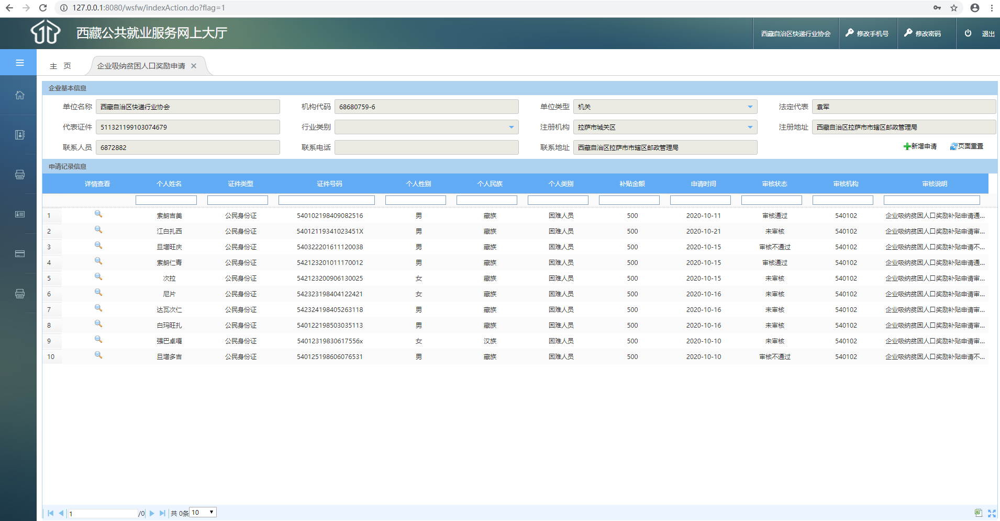 127.0.0.1:8080/wsfw/indexAction.do?flag=1
西藏公共就业服务网上大厅 西藏自治区快递行业协会 修改手机号 修改密码 退出
主 页 企业吸纳贫困人口奖励申请
企业基本信息
单位名称 西藏自治区快递行业协会 机构代码 68680759-6 单位类型 机关 法定代表 袁军
代表证件 511321199103074679 行业类别 注册机构 拉萨市城关区 注册地址 西藏自治区拉萨市市辖区邮政管理局
联系人员 6872882 联系电话 联系地址 西藏自治区拉萨市市辖区邮政管理局 新增申请 页面重置
申请记录信息
详情查看 个人姓名 证件类型 证件号码 个人性别 个人民族 个人类别 补贴金额 申请时间 审核状态 审核机构 审核说明
1 索朗吉美 公民身份证 540102198409082516 男 藏族 困难人员 500 2020-10-11 审核通过 540102 企业吸纳贫困人口奖励补贴申请通...
2 江白扎西 公民身份证 54012119341023451X 男 藏族 困难人员 500 2020-10-21 未审核 540102 企业吸纳贫困人口奖励补贴申请审...
3 旦增旺庆 公民身份证 540322201611120038 男 藏族 困难人员 500 2020-10-15 审核不通过 540102 企业吸纳贫困人口奖励补贴申请不...
4 索朗仁青 公民身份证 542123201011170012 男 藏族 困难人员 500 2020-10-15 审核通过 540102 企业吸纳贫困人口奖励补贴申请通...
5 次拉 公民身份证 542123200906130025 女 藏族 困难人员 500 2020-10-15 未审核 540102 企业吸纳贫困人口奖励补贴申请审...
6 尼片 公民身份证 542323198404122421 女 藏族 困难人员 500 2020-10-16 未审核 540102 企业吸纳贫困人口奖励补贴申请审...
7 达瓦次仁 公民身份证 542324198405263118 男 藏族 困难人员 500 2020-10-16 未审核 540102 企业吸纳贫困人口奖励补贴申请审...
8 白玛旺扎 公民身份证 540122198503035113 男 藏族 困难人员 500 2020-10-16 未审核 540102 企业吸纳贫困人口奖励补贴申请审...
9 强巴卓嘎 公民身份证 54012319830617556x 女 汉族 困难人员 500 2020-10-10 未审核 540102 企业吸纳贫困人口奖励补贴申请审...
10 旦增多吉 公民身份证 540125198606076531 男 藏族 困难人员 500 2020-10-10 审核不通过 540102 企业吸纳贫困人口奖励补贴申请不...
1 /0 共 0条 10